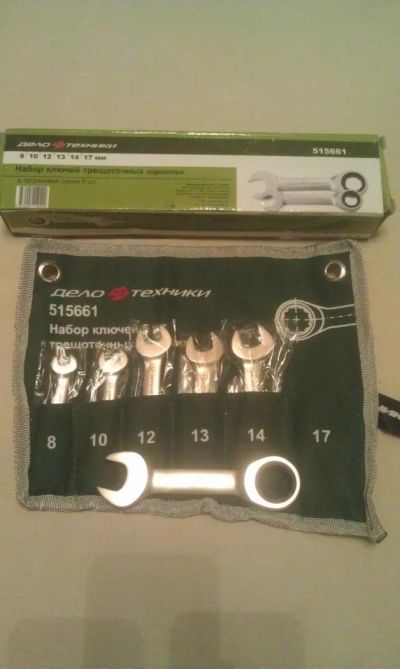 ДЕЛО ТЕХНИКИ
515661
8 10 12 13 14 17 мм
Набор ключей трещоточных коротких
ДЕЛО ТЕХНИКИ
515661
Набор ключей
трещоточных
8 10 12 13 14 17